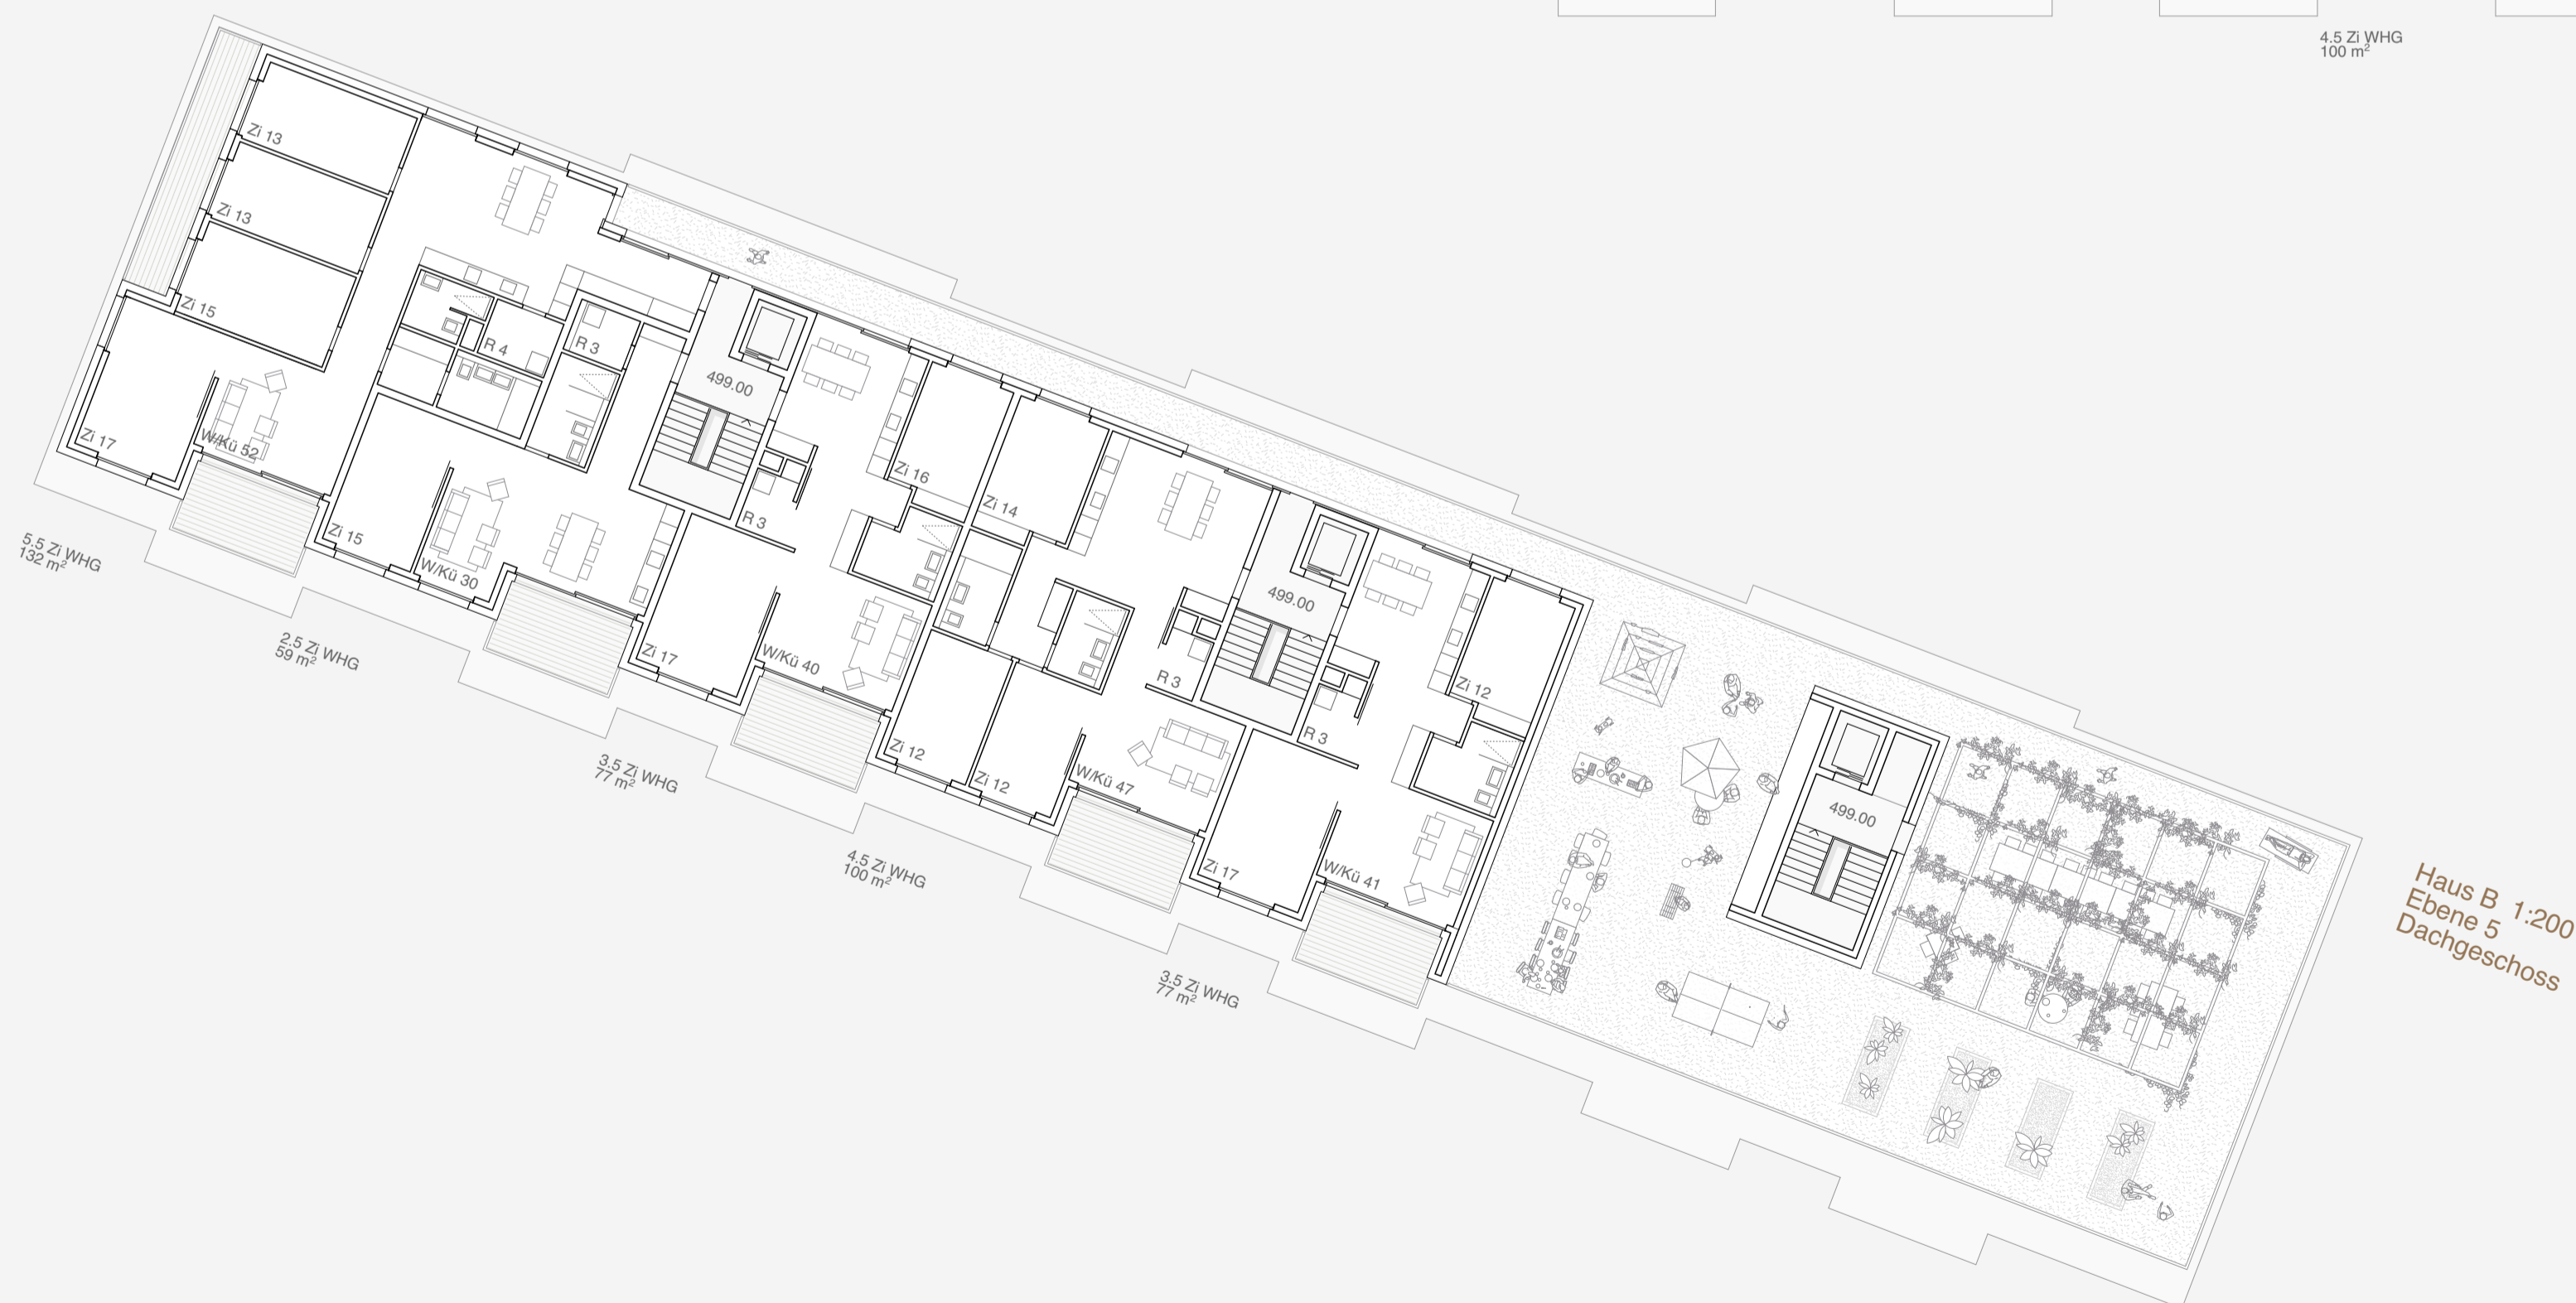 4.5 Zi WHG
100 m²
Zi 13
Zi 13
Zi 15
Zi 17
W/Kü 52
R 4
R 3
499.00
Zi 15
W/Kü 30
R 3
Zi 16
Zi 14
Zi 17
W/Kü 40
R 3
499.00
Zi 12
Zi 12
W/Kü 47
R 3
Zi 12
Zi 17
W/Kü 41
499.00
5.5 Zi WHG
132 m²
2.5 Zi WHG
59 m²
3.5 Zi WHG
77 m²
4.5 Zi WHG
100 m²
3.5 Zi WHG
77 m²
Haus B 1:200
Ebene 5
Dachgeschoss